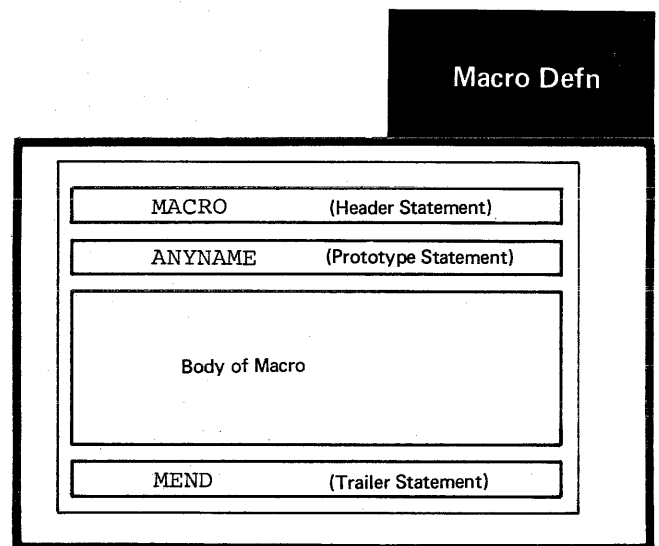 Macro Defn
MACRO (Header Statement)
ANYNAME (Prototype Statement)
Body of Macro
MEND (Trailer Statement)